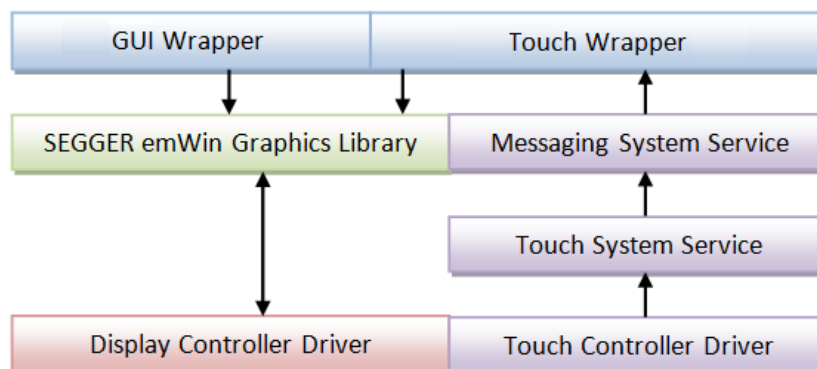 GUI Wrapper
Touch Wrapper
SEGGER emWin Graphics Library
Messaging System Service
Touch System Service
Display Controller Driver
Touch Controller Driver